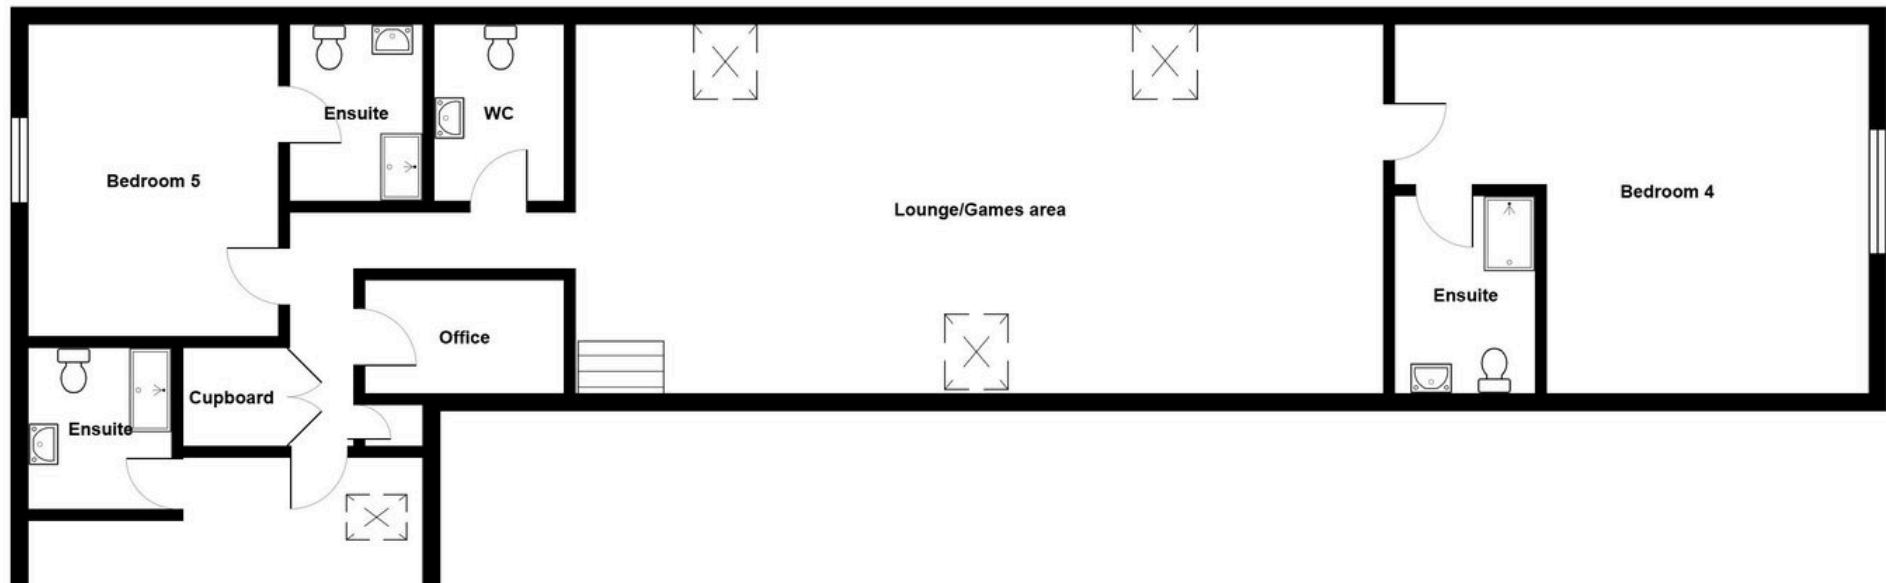 Ensuite
WC
Bedroom 5
Lounge/Games area
Bedroom 4
Ensuite
Office
Cupboard
Ensuite